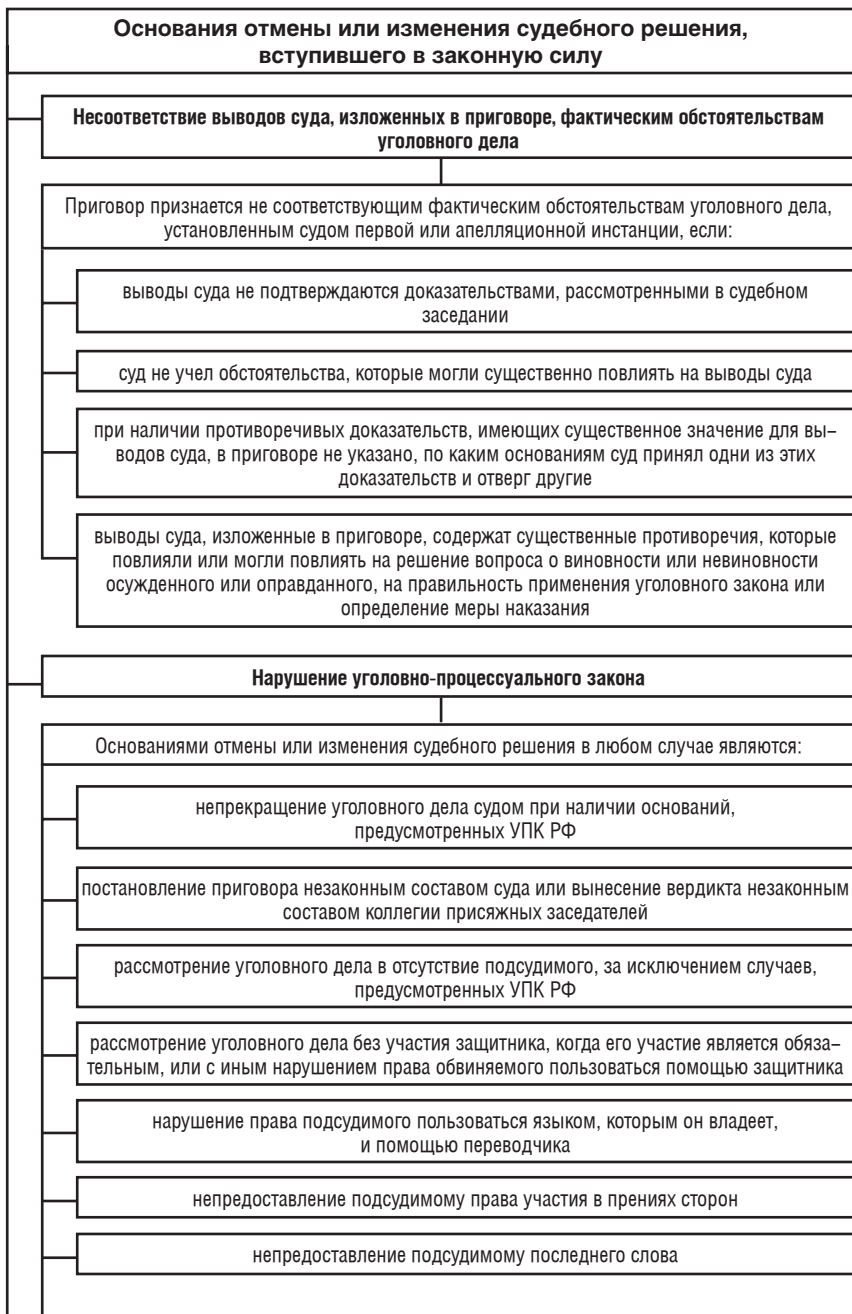 Основания отмены или изменения судебного решения,
вступившего в законную силу
Несоответствие выводов суда, изложенных в приговоре, фактическим обстоятельствам
уголовного дела
Приговор признается не соответствующим фактическим обстоятельствам уголовного дела,
установленным судом первой или апелляционной инстанции, если:
выводы суда не подтверждаются доказательствами, рассмотренными в судебном
заседании
суд не учел обстоятельства, которые могли существенно повлиять на выводы суда
при наличии противоречивых доказательств, имеющих существенное значение для вы-
водов суда, в приговоре не указано, по каким основаниям суд принял одни из этих
доказательств и отверг другие
выводы суда, изложенные в приговоре, содержат существенные противоречия, которые
повлияли или могли повлиять на решение вопроса о виновности или невиновности
осужденного или оправданного, на правильность применения уголовного закона или
определение меры наказания
Нарушение уголовно-процессуального закона
Основаниями отмены или изменения судебного решения в любом случае являются:
непрекращение уголовного дела судом при наличии оснований,
предусмотренных УПК РФ
постановление приговора незаконным составом суда или вынесение вердикта незаконным
составом коллегии присяжных заседателей
рассмотрение уголовного дела в отсутствие подсудимого, за исключением случаев,
предусмотренных УПК РФ
рассмотрение уголовного дела без участия защитника, когда его участие является обяза-
тельным, или с иным нарушением права обвиняемого пользоваться помощью защитника
нарушение права подсудимого пользоваться языком, которым он владеет,
и помощью переводчика
непредоставление подсудимому права участия в прениях сторон
непредоставление подсудимому последнего слова